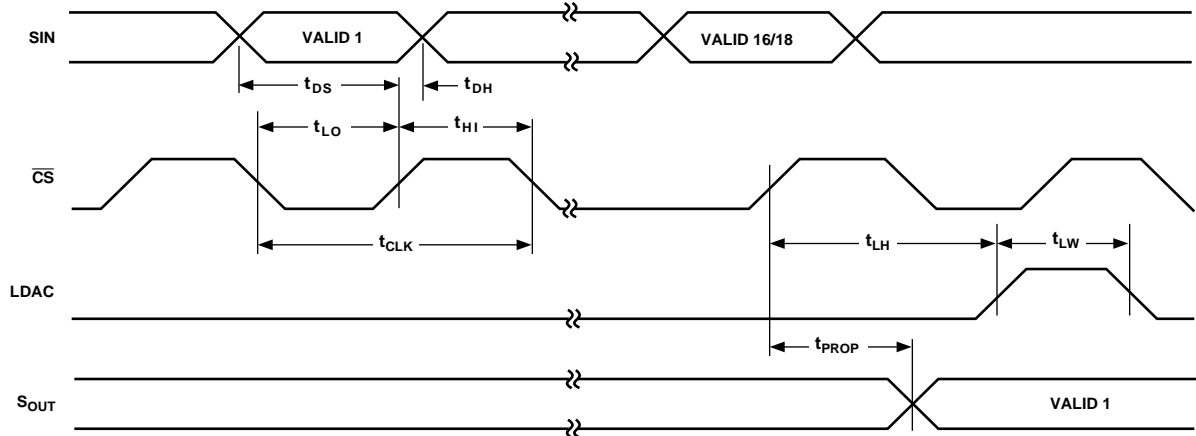 SIN
VALID 1
VALID 16/18
tDS
tDH
tLO
tHI
CS
tCLK
tLH
tLW
LDAC
tPROP
SOUT
VALID 1